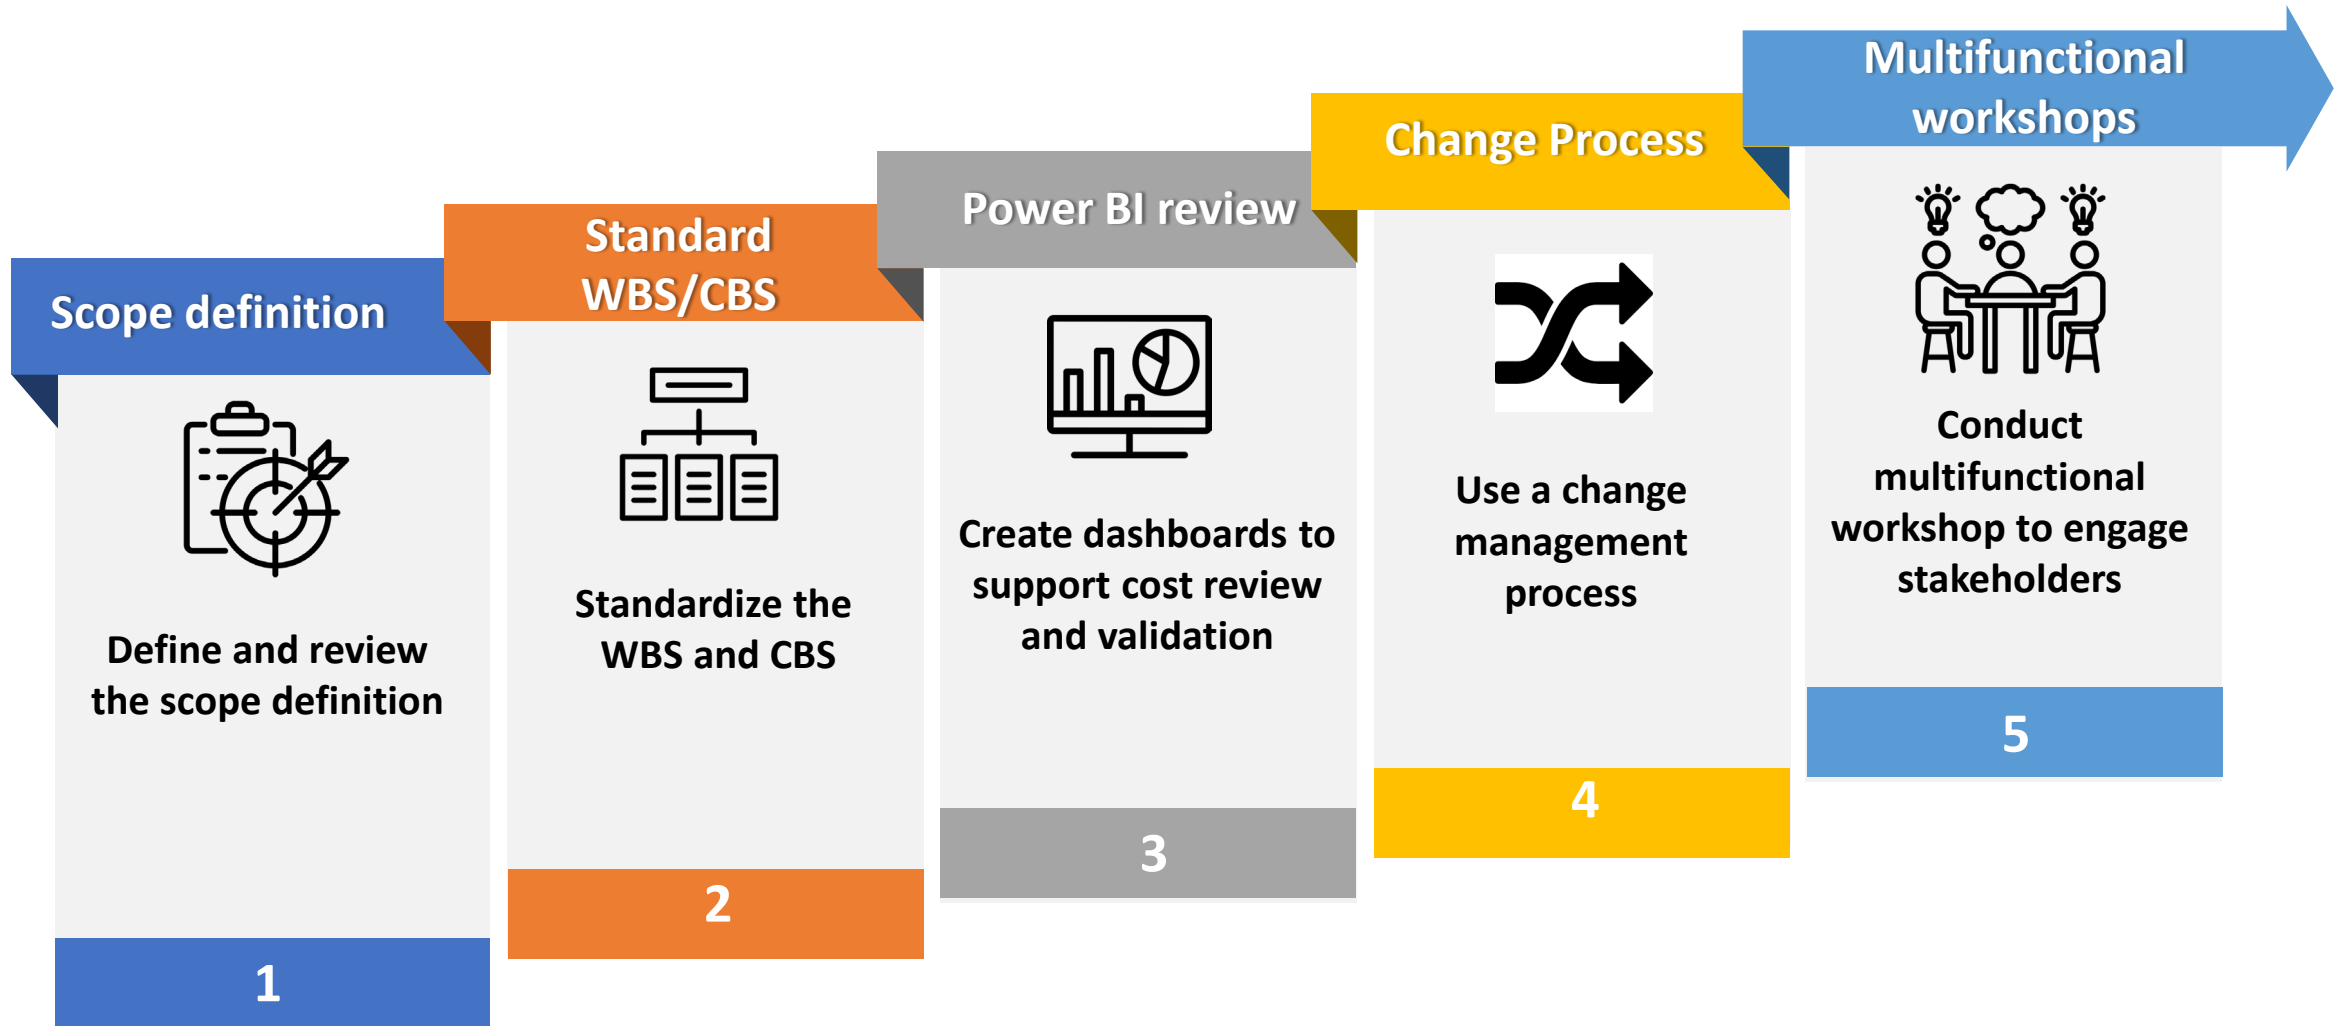 Scope definition
Define and review
the scope definition
1
Standard
WBS/CBS
Standardize the
WBS and CBS
2
Power BI review
Create dashboards to
support cost review
and validation
3
Change Process
Use a change
management
process
4
Multifunctional
workshops
Conduct
multifunctional
workshop to engage
stakeholders
5